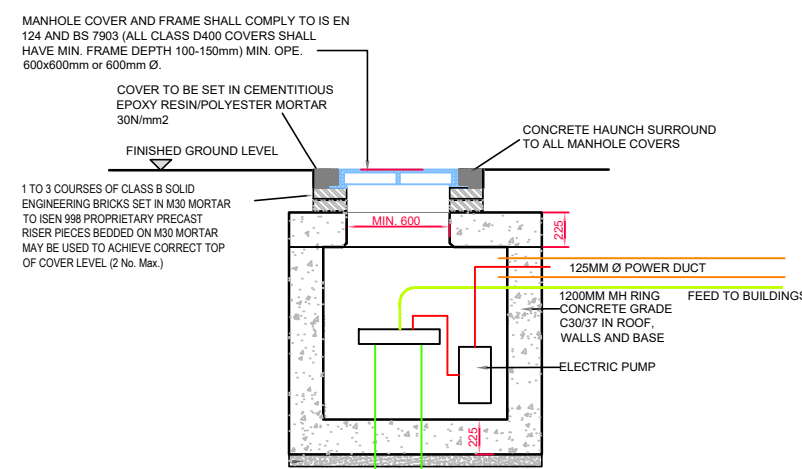 MANHOLE COVER AND FRAME SHALL COMPLY TO IS EN
124 AND BS 7903 (ALL CLASS D400 COVERS SHALL
HAVE MIN. FRAME DEPTH 100-150mm) MIN. OPE.
600x600mm or 600mm Ø.
COVER TO BE SET IN CEMENTITIOUS
EPOXY RESIN/POLYESTER MORTAR
30N/mm2
FINISHED GROUND LEVEL
CONCRETE HAUNCH SURROUND
TO ALL MANHOLE COVERS
1 TO 3 COURSES OF CLASS B SOLID
ENGINEERING BRICKS SET IN M30 MORTAR
TO ISEN 998 PROPRIETARY PRECAST
RISER PIECES BEDDED ON M30 MORTAR
MAY BE USED TO ACHIEVE CORRECT TOP
OF COVER LEVEL (2 No. Max.)
MIN. 600
225
125MM Ø POWER DUCT
1200MM MH RING
CONCRETE GRADE
C30/37 IN ROOF,
WALLS AND BASE
FEED TO BUILDINGS
ELECTRIC PUMP
225